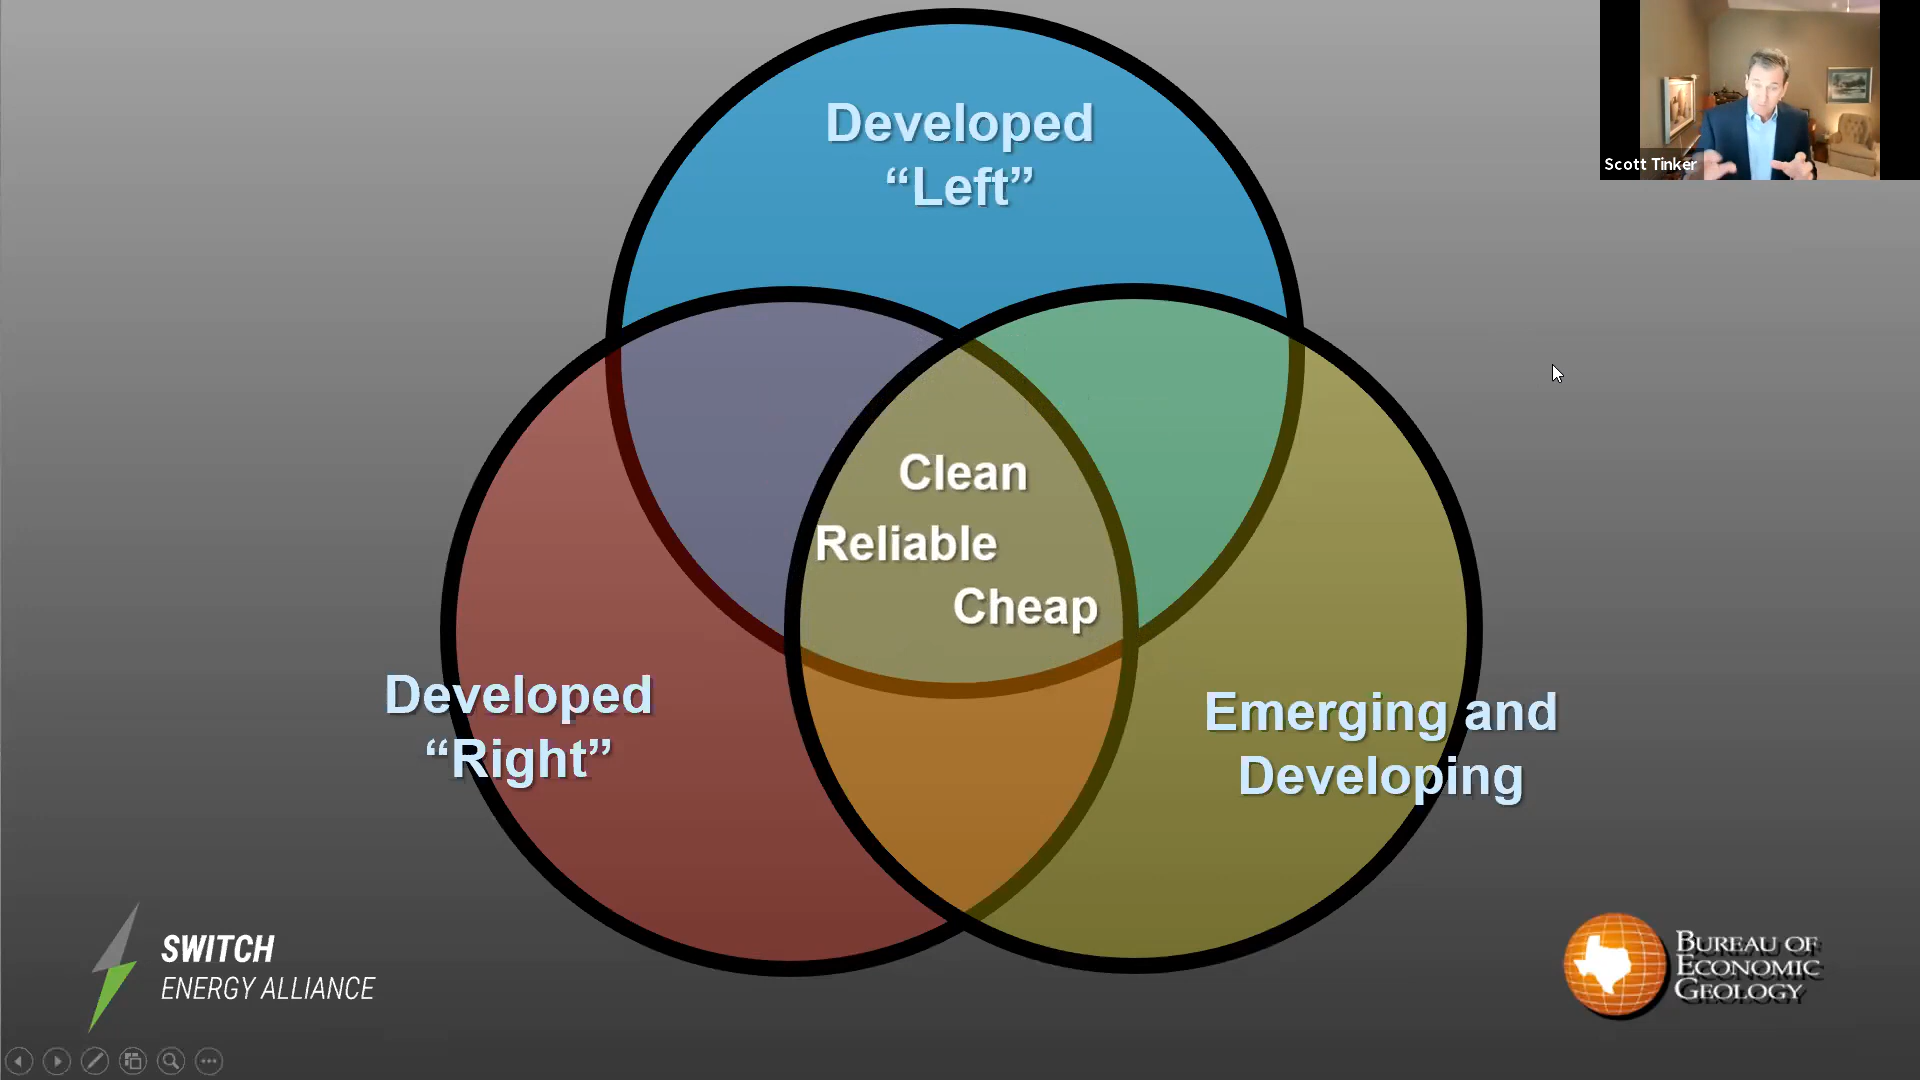 Developed
“Left”
Scott Tinker
Clean
Reliable
Cheap
Developed
“Right”
Emerging and
Developing
SWITCH
ENERGY ALLIANCE
BUREAU OF
ECONOMIC
GEOLOGY